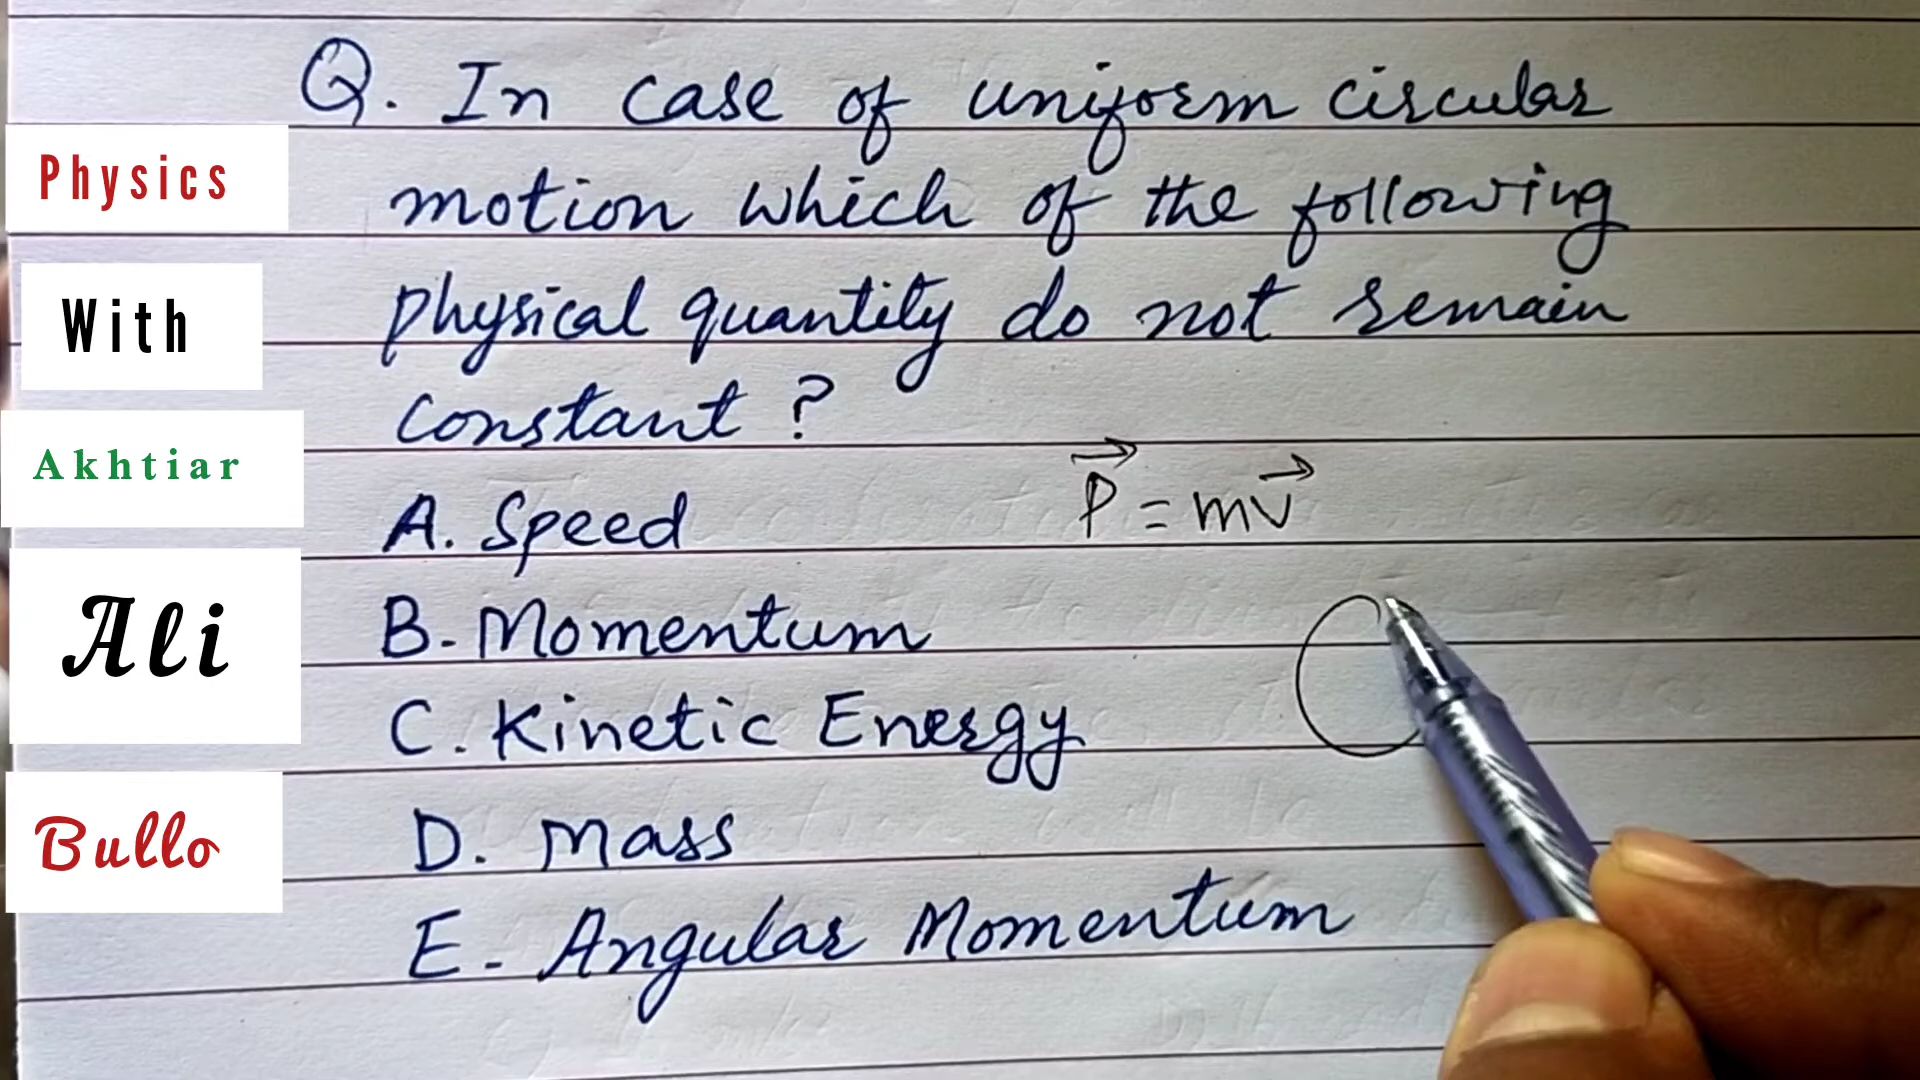 Q. In case of uniform circular
motion which of the following
physical quantity do not remain
constant?
A. Speed
B. Momentum
C. Kinetic Energy
D. Mass
E. Angular Momentum
P = mv
Physics
With
Akhtiar
Ali
Bullo